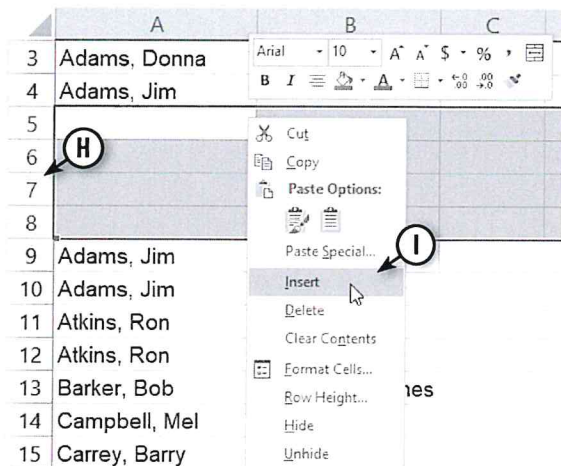 A B C
3 Adams, Donna
4 Adams, Jim
5
6
7
8
9 Adams, Jim
10 Adams, Jim
11 Atkins, Ron
12 Atkins, Ron
13 Barker, Bob nes
14 Campbell, Mel
15 Carrey, Barry
Arial 10 A A $ % ,
B I A .00 .00
H
Cut
Copy
Paste Options:
Paste Special...
I
Insert
Delete
Clear Contents
Format Cells...
Row Height...
Hide
Unhide